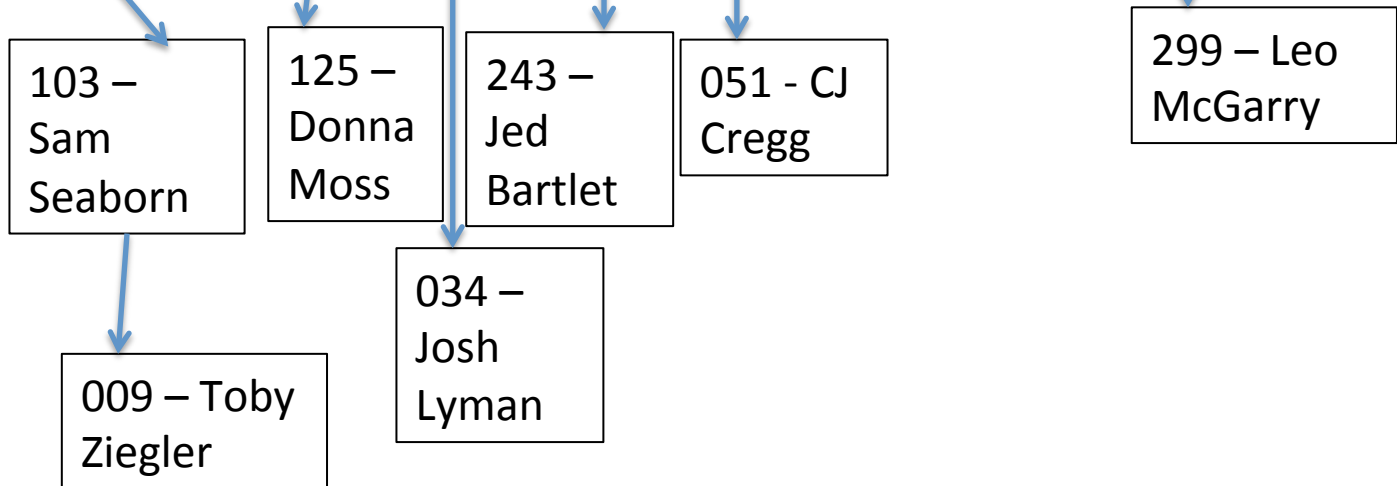 103 –
Sam
Seaborn
125 –
Donna
Moss
243 –
Jed
Bartlet
051 - CJ
Cregg
299 – Leo
McGarry
034 –
Josh
Lyman
009 – Toby
Ziegler